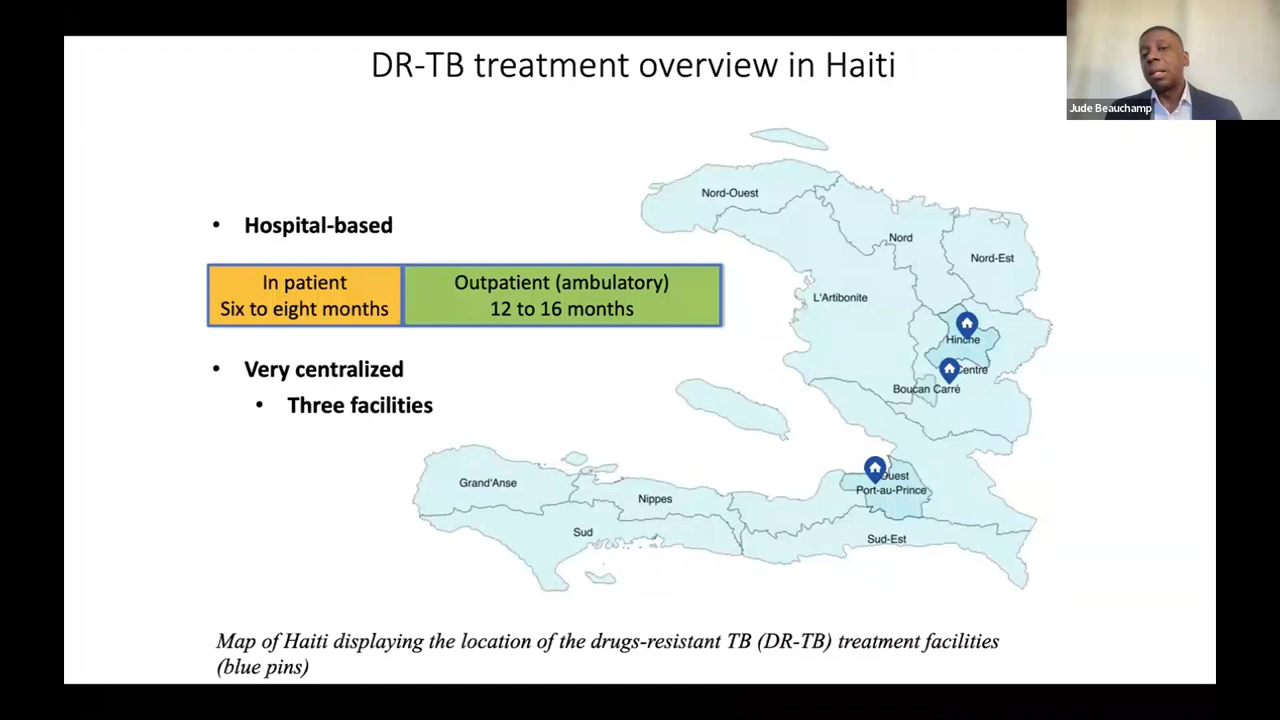 DR-TB treatment overview in Haiti
Jude Beauchamp
• Hospital-based
In patient
Six to eight months
Outpatient (ambulatory)
12 to 16 months
• Very centralized
• Three facilities
Nord-Ouest
Nord
Nord-Est
L'Artibonite
Hinche
Centre
Boucan Carré
Grand'Anse
Nippes
Ouest
Port-au-Prince
Sud
Sud-Est
Map of Haiti displaying the location of the drugs-resistant TB (DR-TB) treatment facilities
(blue pins)